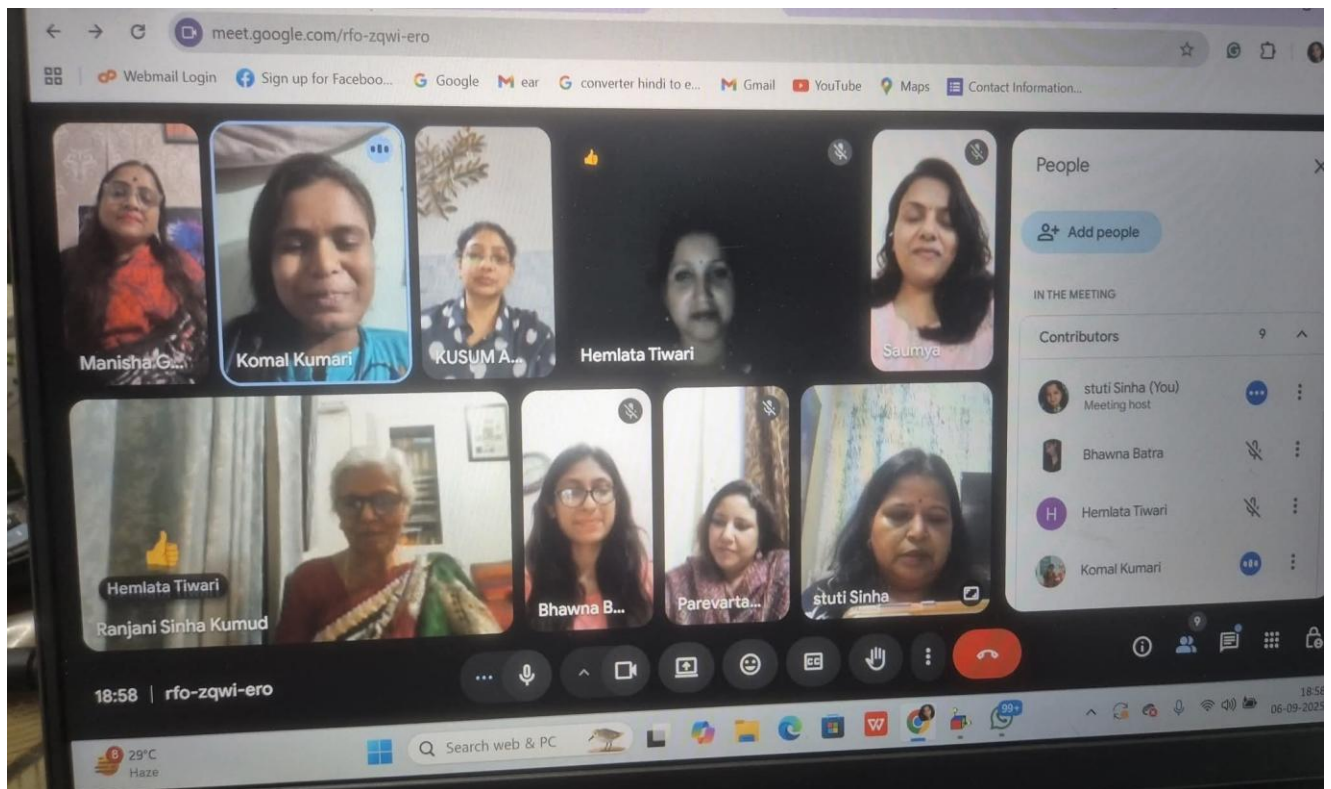 meet.google.com/rfo-zqwi-ero
Webmail Login
Sign up for Faceboo...
Google
ear
converter hindi to e...
Gmail
YouTube
Maps
Contact Information...
Manisha G...
Komal Kumari
KUSUM A...
Hemlata Tiwari
Saumya
Hemlata Tiwari
Ranjani Sinha Kumud
Bhawna B...
Parevarta...
stuti Sinha
People
Add people
IN THE MEETING
Contributors 9
stuti Sinha (You)
Meeting host
Bhawna Batra
H
Hemlata Tiwari
Komal Kumari
18:58 | rfo-zqwi-ero
CC
9
8
29°C
Haze
Search web & PC
W
99+
18:58
06-09-2025